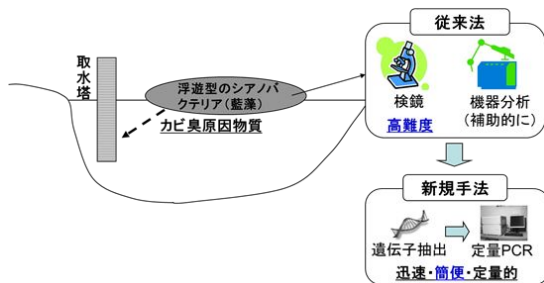 取水塔
浮遊型のシアノバ
クテリア(藍藻)
カビ臭原因物質
従来法
検鏡
高難度
機器分析
(補助的に)
新規手法
遺伝子抽出
定量PCR
迅速・簡便・定量的